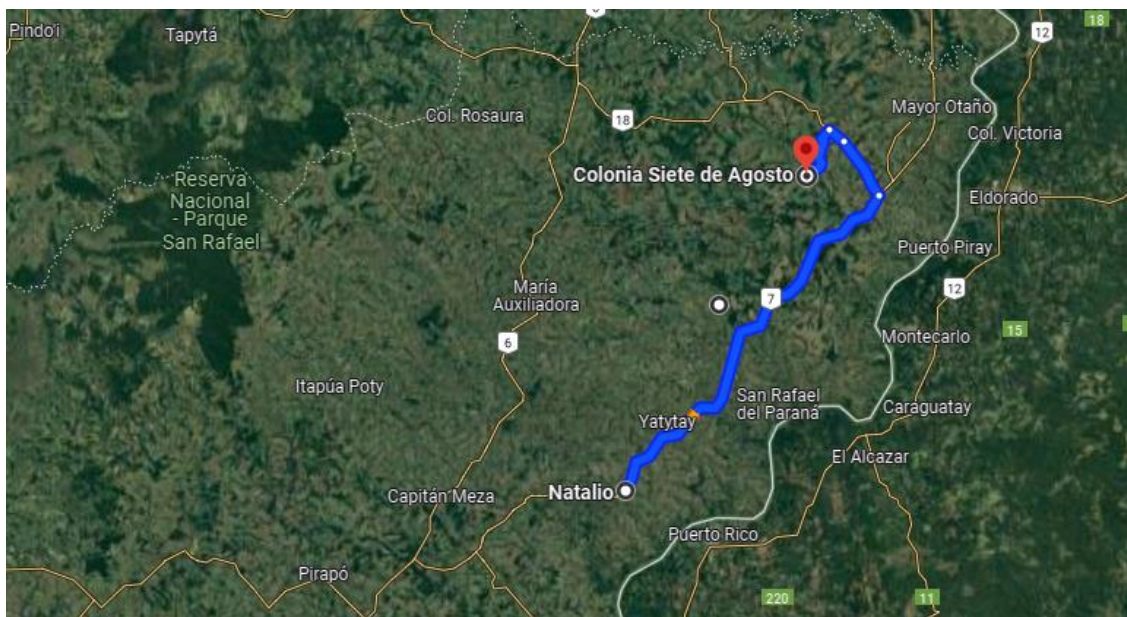 Pindo'i
Tapytá
6
18
12
Mayor Otaño
Col. Rosaura
18
Col. Victoria
Reserva
Nacional
- Parque
San Rafael
Colonia Siete de Agosto
Eldorado
Puerto Piray
María
Auxiliadora
7
12
6
Montecarlo
15
Itapúa Poty
San Rafael
del Paraná
Caraguatay
Yatytay
El Alcazar
Capitán Meza
Natalio
Puerto Rico
Pirapó
220
11